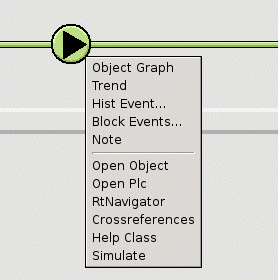 Object Graph
Trend
Hist Event...
Block Events...
Note
Open Object
Open Plc
RtNavigator
Crossreferences
Help Class
Simulate